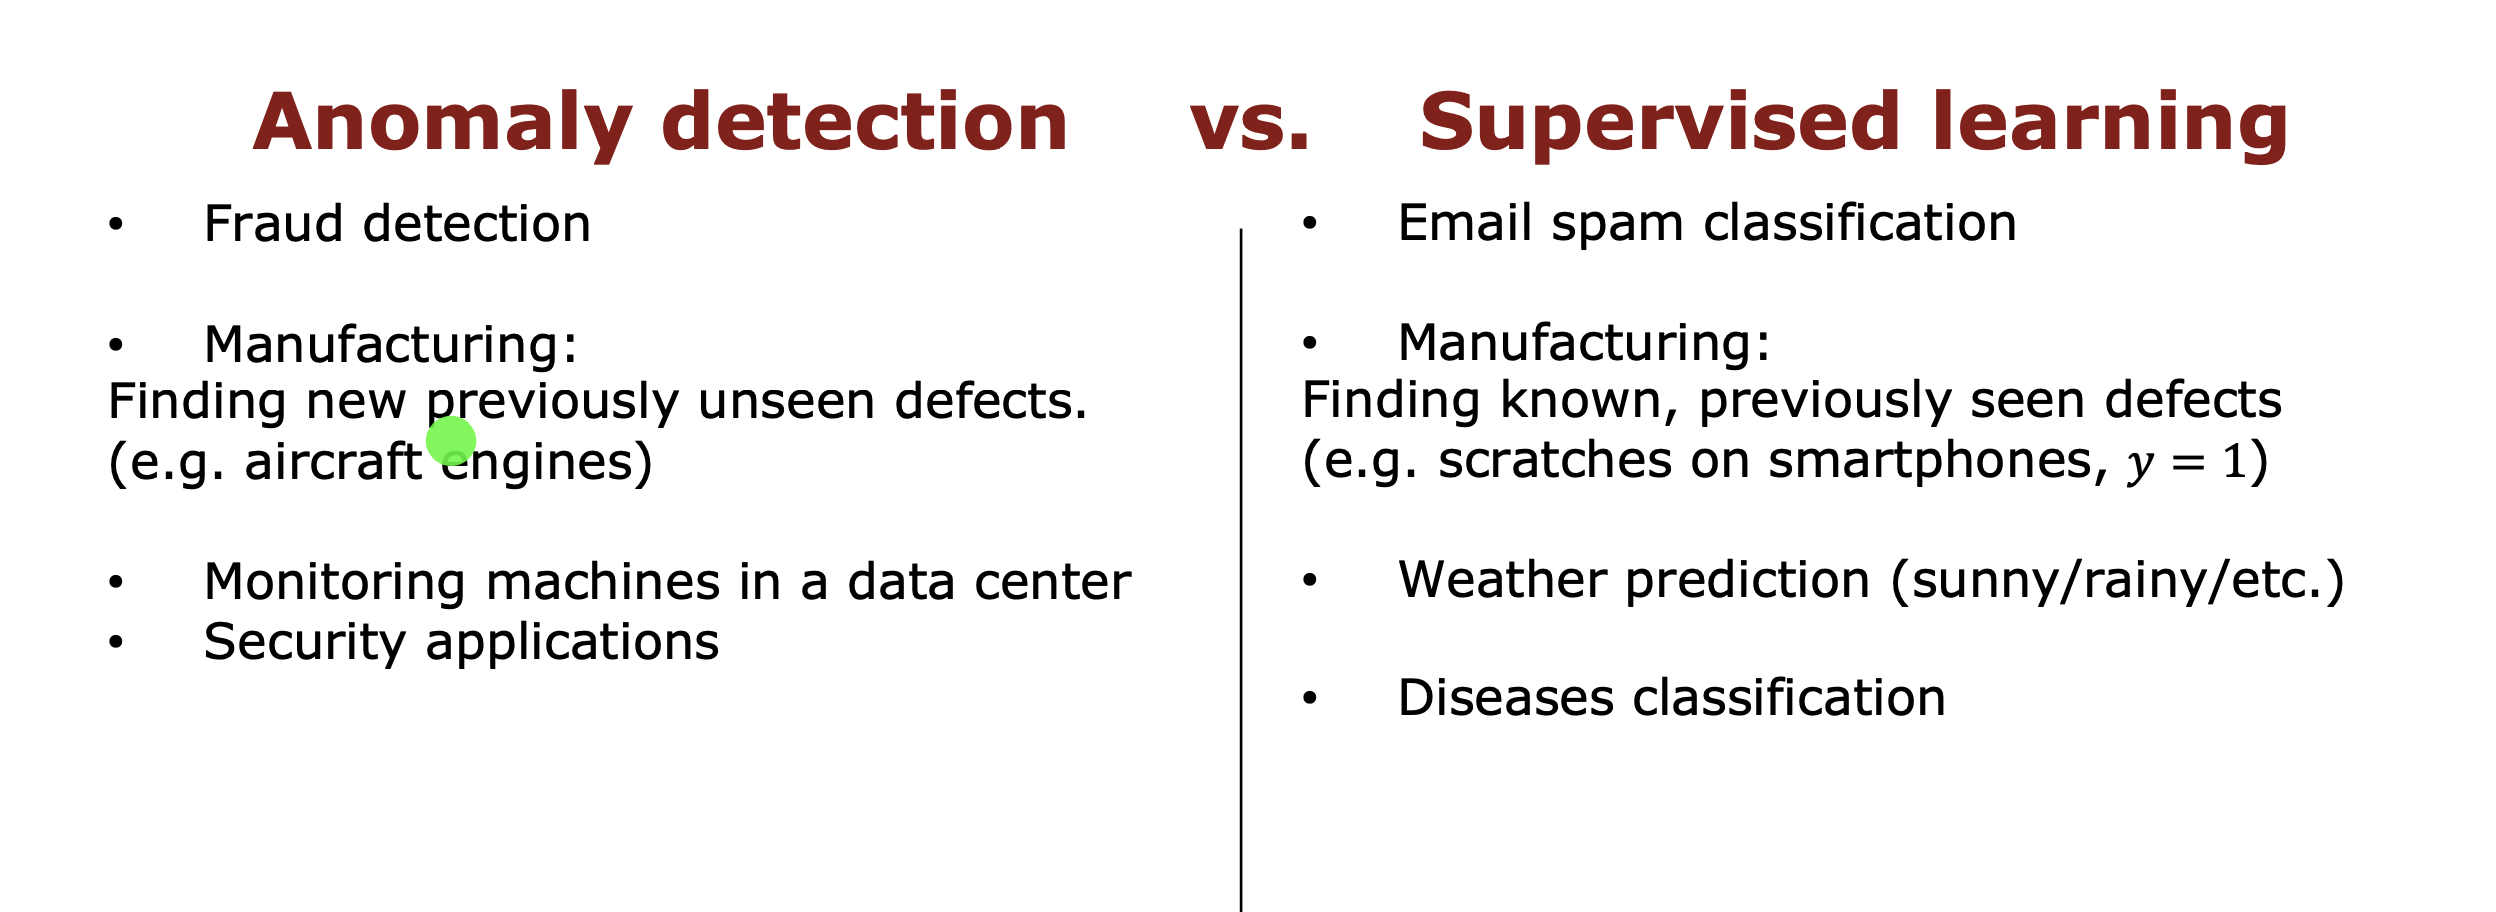 Anomaly detection vs. Supervised learning
• Fraud detection
• Manufacturing:
Finding new previously unseen defects.
(e.g. aircraft engines)
• Monitoring machines in a data center
• Security applications
• Email spam classification
• Manufacturing:
Finding known, previously seen defects
(e.g. scratches on smartphones, y = 1)
• Weather prediction (sunny/rainy/etc.)
• Diseases classification